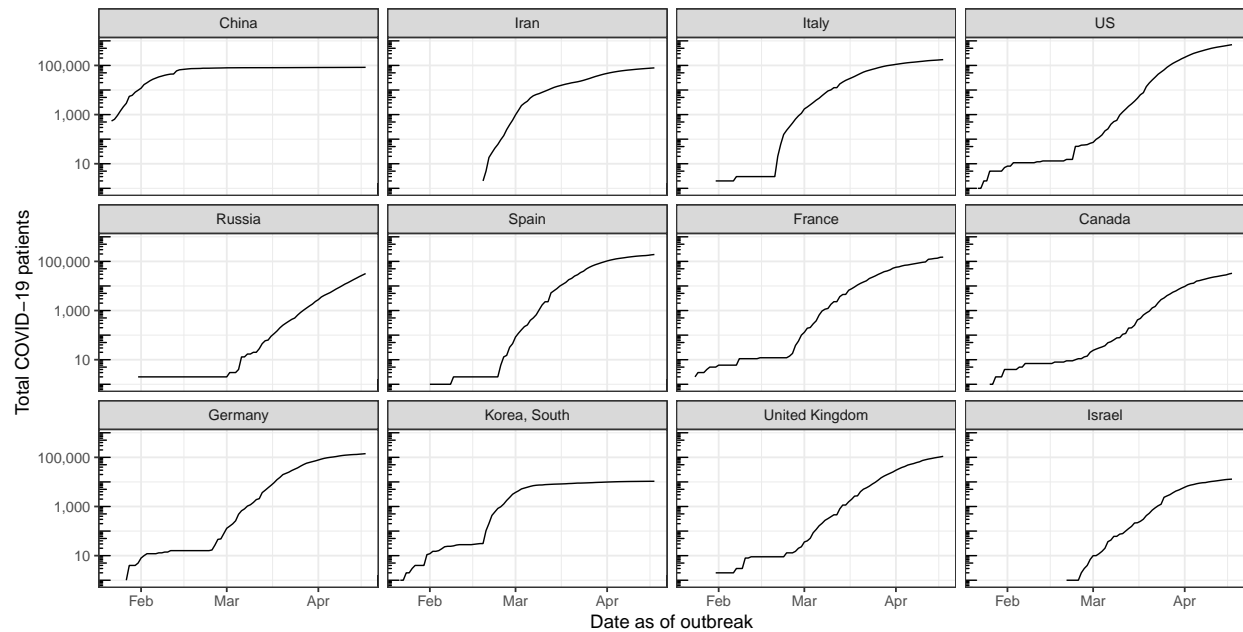 China Iran Italy US
100,000
1,000
10
Russia Spain France Canada
100,000
1,000
10
Germany Korea, South United Kingdom Israel
100,000
1,000
10
Feb Mar Apr Feb Mar Apr Feb Mar Apr Feb Mar Apr
Total COVID−19 patients
Date as of outbreak